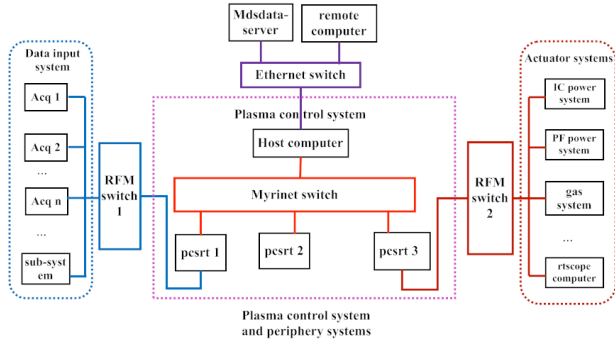 Mdsdata-
server
remote
computer
Ethernet switch
Data input
system
Acq 1
Acq 2
...
Acq n
...
sub-syst
em
RFM
switch
1
Plasma control system
Host computer
Myrinet switch
pcsrt 1
pcsrt 2
pcsrt 3
RFM
switch
2
Actuator systems
IC power
system
PF power
system
gas
system
...
rtscope
computer
Plasma control system
and periphery systems